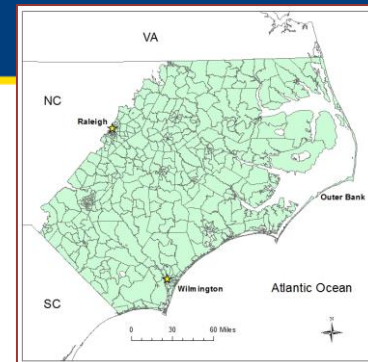 VA
NC
Raleigh
Outer Bank
Wilmington
SC
Atlantic Ocean
0 30 60 Miles
N